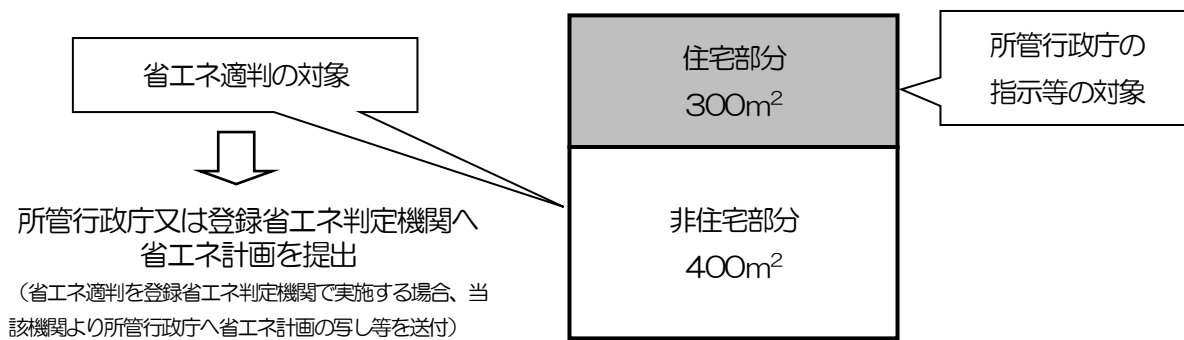 省エネ適判の対象
所管行政庁又は登録省エネ判定機関へ
省エネ計画を提出
（省エネ適判を登録省エネ判定機関で実施する場合、当
該機関より所管行政庁へ省エネ計画の写し等を送付）
住宅部分
300m²
非住宅部分
400m²
所管行政庁の
指示等の対象